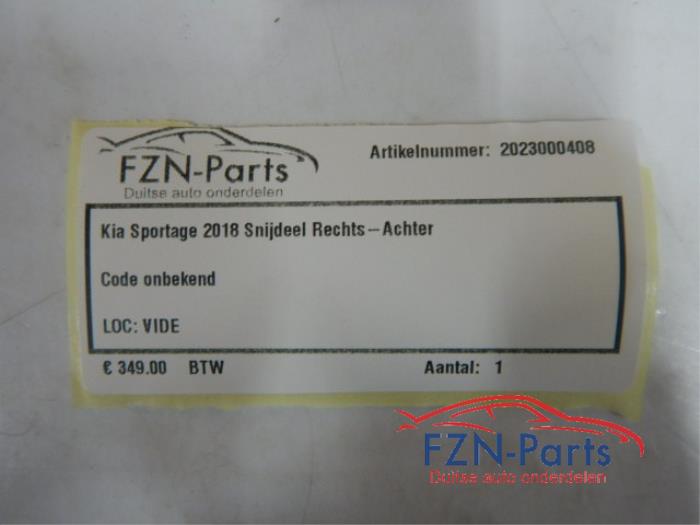 FZN-Parts
Duitse auto onderdelen
Artikelnummer: 2023000408
Kia Sportage 2018 Snijdeel Rechts-Achter
Code onbekend
LOC: VIDE
€ 349.00 BTW
Aantal: 1
FZN-Parts
Duitse auto onderdelen